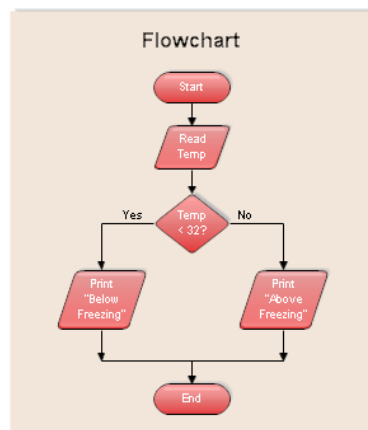 Flowchart
Start
Read
Temp
Temp
< 32?
Yes
No
Print
"Below
Freezing"
Print
"Above
Freezing"
End